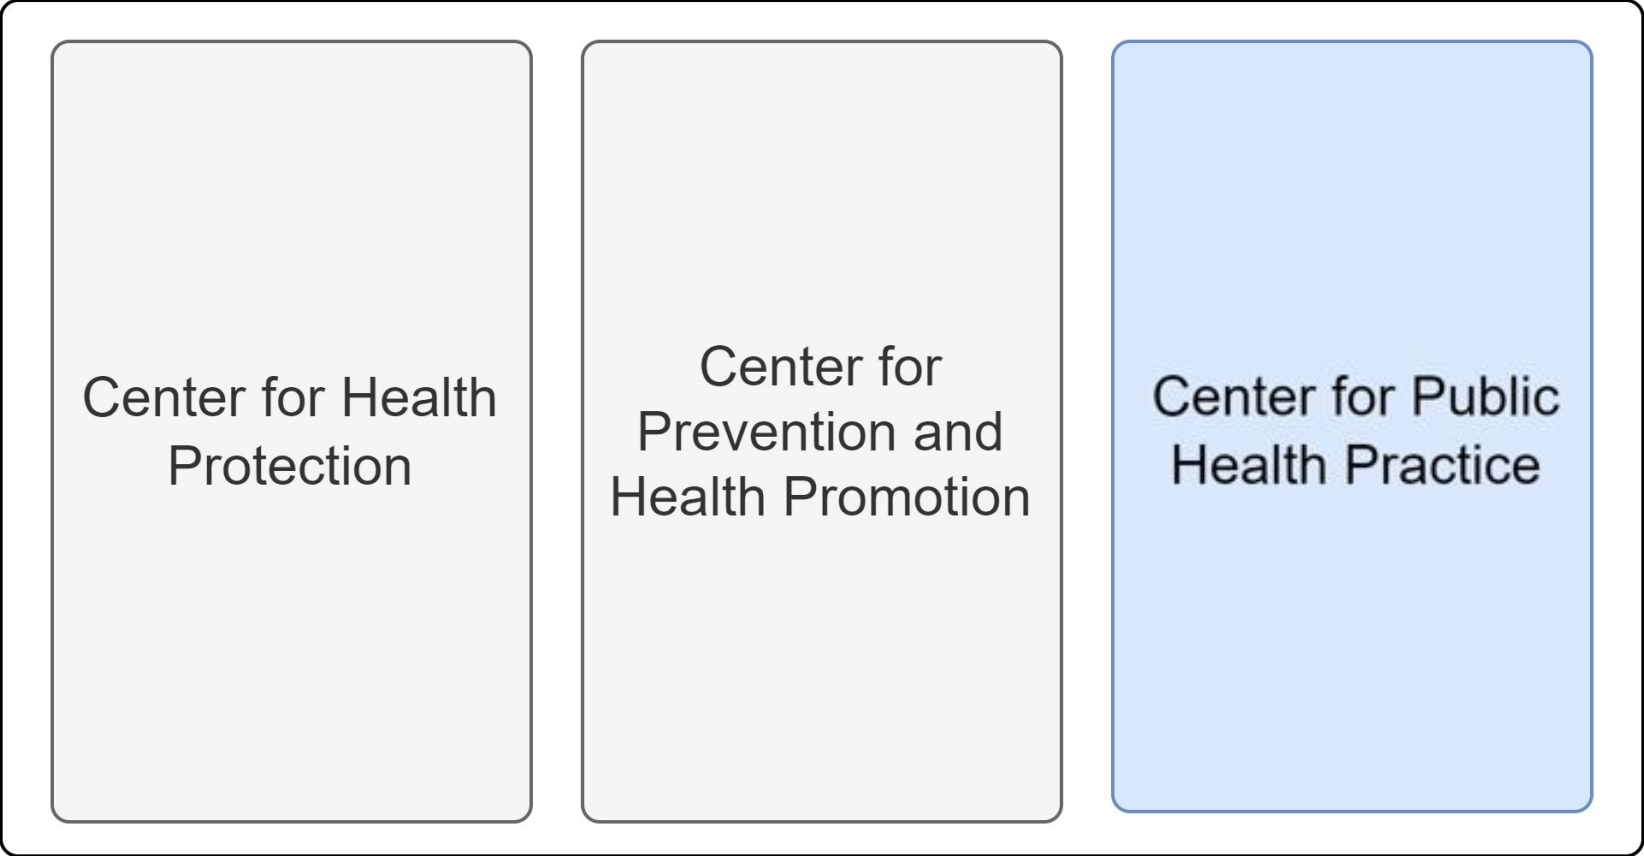 Center for Health
Protection
Center for
Prevention and
Health Promotion
Center for Public
Health Practice